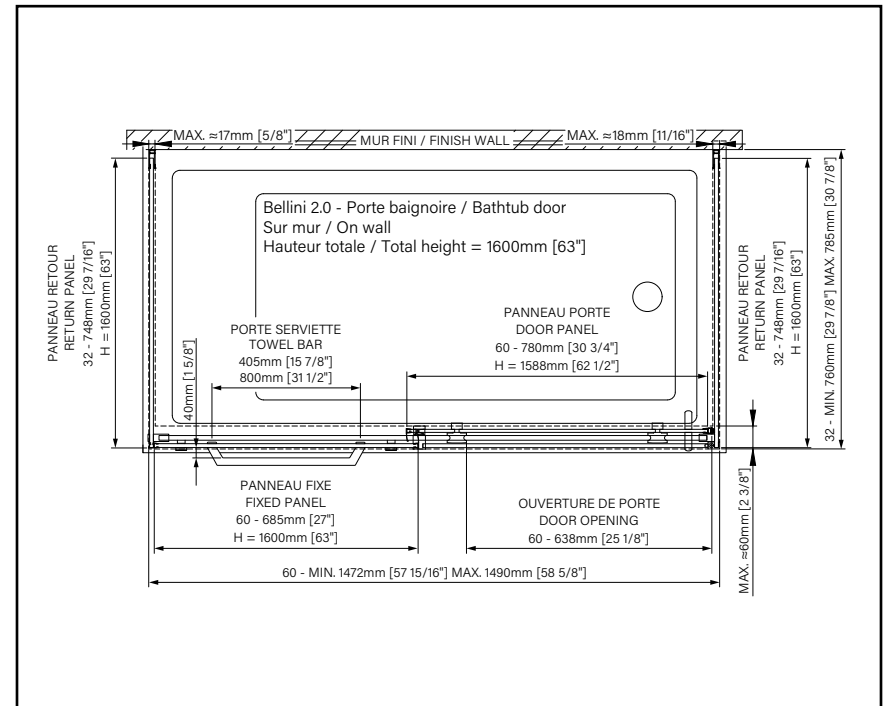 MAX. ≈17mm [5/8"]
MUR FINI / FINISH WALL
MAX. ≈18mm [11/16"]
Bellini 2.0 - Porte baignoire / Bathtub door
Sur mur / On wall
Hauteur totale / Total height = 1600mm [63"]
PANNEAU RETOUR
RETURN PANEL
32 - 748mm [29 7/16"]
H = 1600mm [63"]
PORTE SERVIETTE
TOWEL BAR
405mm [15 7/8"]
800mm [31 1/2"]
40mm [1 5/8"]
PANNEAU PORTE
DOOR PANEL
60 - 780mm [30 3/4"]
H = 1588mm [62 1/2"]
PANNEAU RETOUR
RETURN PANEL
32 - 748mm [29 7/16"]
H = 1600mm [63"]
32 - MIN. 760mm [29 7/8"] MAX. 785mm [30 7/8"]
PANNEAU FIXE
FIXED PANEL
60 - 685mm [27"]
H = 1600mm [63"]
OUVERTURE DE PORTE
DOOR OPENING
60 - 638mm [25 1/8"]
MAX. ≈60mm [2 3/8"]
60 - MIN. 1472mm [57 15/16"] MAX. 1490mm [58 5/8"]